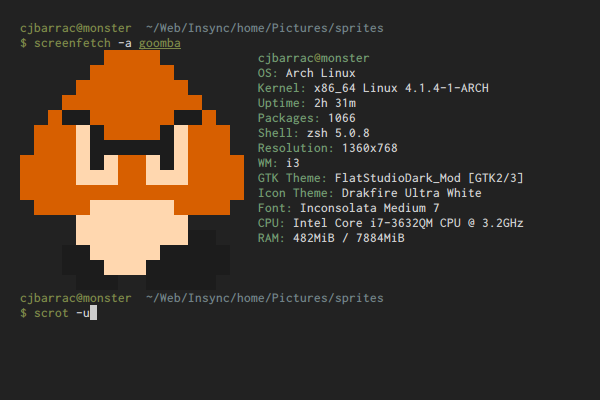 cjbarrac@monster ~/Web/Insync/home/Pictures/sprites
$ screenfetch -a goomba
cjbarrac@monster
OS: Arch Linux
Kernel: x86_64 Linux 4.1.4-1-ARCH
Uptime: 2h 31m
Packages: 1066
Shell: zsh 5.0.8
Resolution: 1360x768
WM: i3
GTK Theme: FlatStudioDark_Mod [GTK2/3]
Icon Theme: Drakfire Ultra White
Font: Inconsolata Medium 7
CPU: Intel Core i7-3632QM CPU @ 3.2GHz
RAM: 482MiB / 7884MiB
cjbarrac@monster ~/Web/Insync/home/Pictures/sprites
$ scrot -u